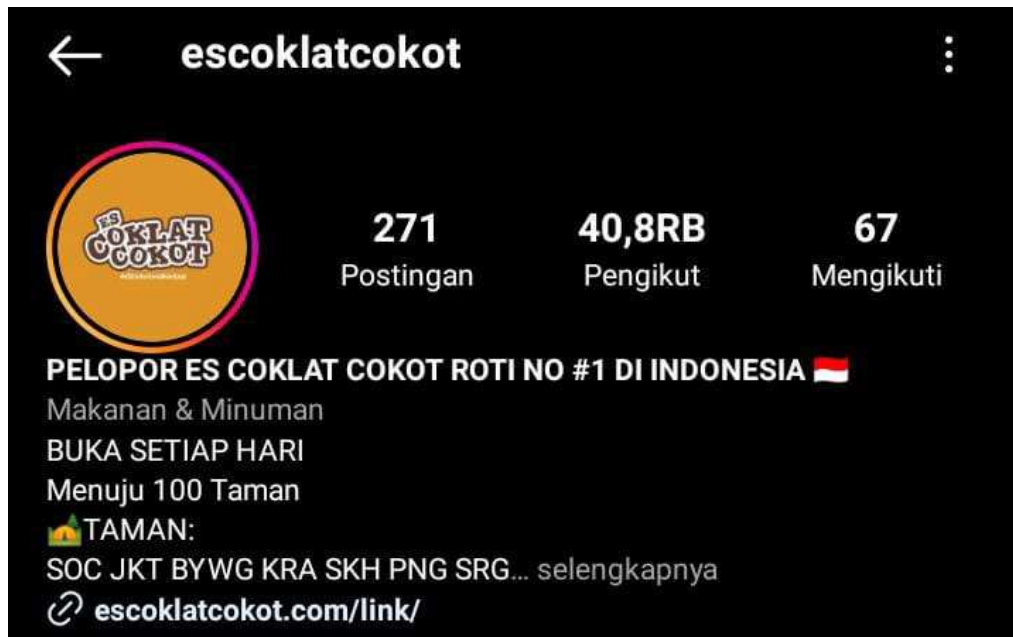 escoklatcokot
ES
COKLAT
COKOT
271 40,8RB 67
Postingan Pengikut Mengikuti
PELOPOR ES COKLAT COKOT ROTI NO #1 DI INDONESIA 🇮🇩
Makanan & Minuman
BUKA SETIAP HARI
Menuju 100 Taman
🏕️TAMAN:
SOC JKT BYWG KRA SKH PNG SRG... selengkapnya
escoklatcokot.com/link/